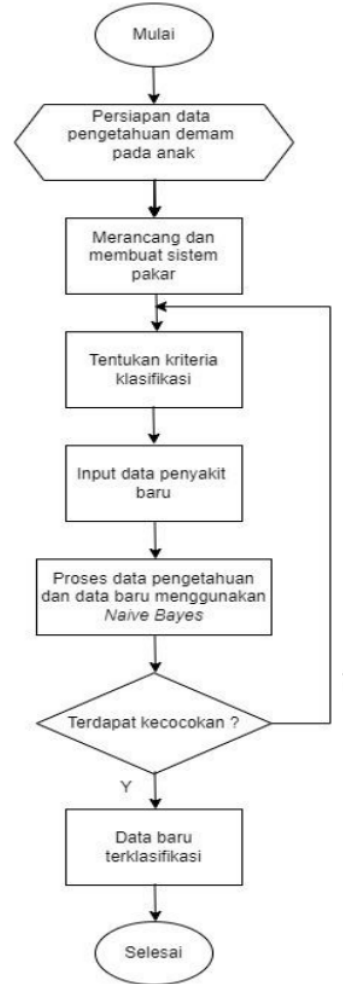 Mulai
Persiapan data
pengetahuan demam
pada anak
Merancang dan
membuat sistem
pakar
Tentukan kriteria
klasifikasi
Input data penyakit
baru
Proses data pengetahuan
dan data baru menggunakan
Naive Bayes
Terdapat kecocokan ?
Y
Data baru
terklasifikasi
Selesai